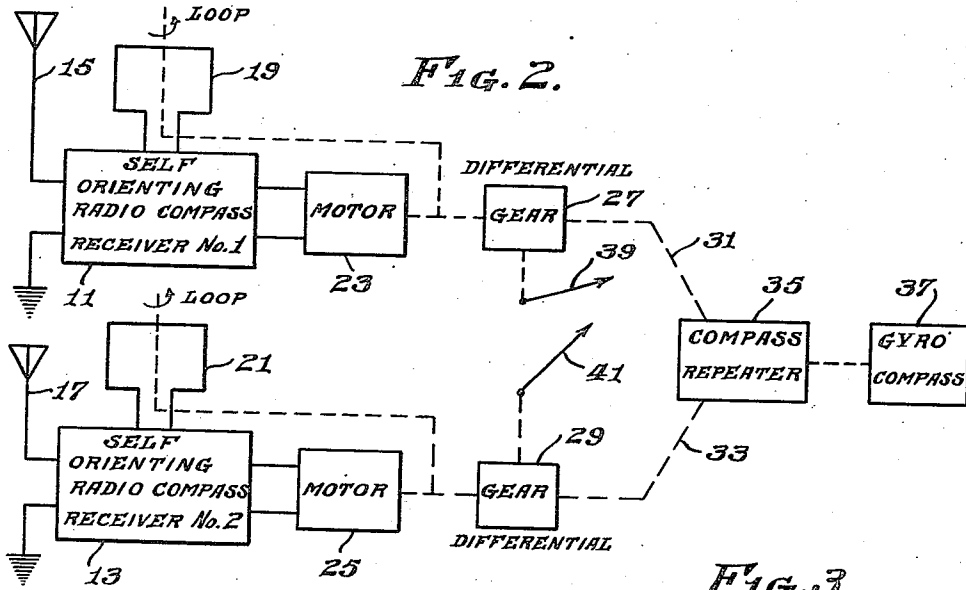 LOOP
15
19
FIG. 2.
SELF
ORIENTING
RADIO COMPASS
RECEIVER No. 1
11
MOTOR
23
DIFFERENTIAL
GEAR
27
39
31
35
37
COMPASS
REPEATER
GYRO
COMPASS
LOOP
17
21
41
SELF
ORIENTING
RADIO COMPASS
RECEIVER No. 2
13
MOTOR
25
29
GEAR
DIFFERENTIAL
33
FIG. 3